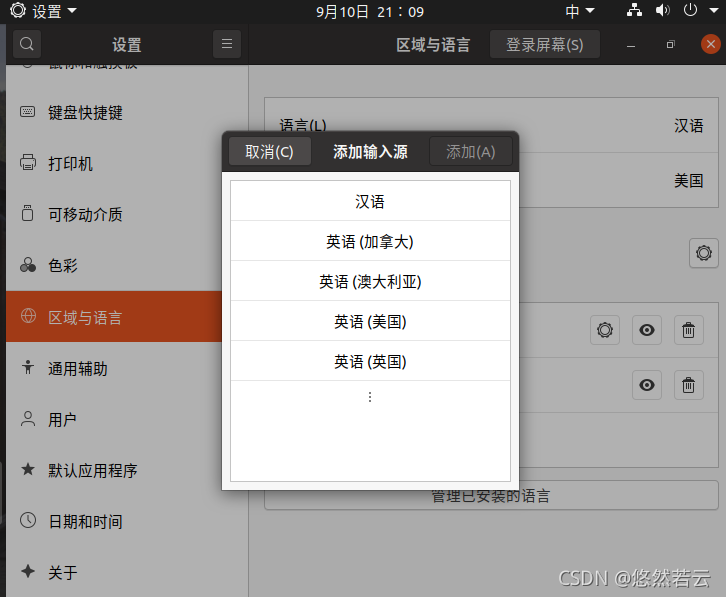 设置
9月10日 21：09
中
设置
区域与语言
登录屏幕(S)
键盘快捷键
打印机
可移动介质
色彩
区域与语言
通用辅助
用户
默认应用程序
日期和时间
关于
语言(L)
汉语
美国
取消(C)
添加输入源
添加(A)
汉语
英语 (加拿大)
英语 (澳大利亚)
英语 (美国)
英语 (英国)
管理已安装的语言
CSDN @悠然若云